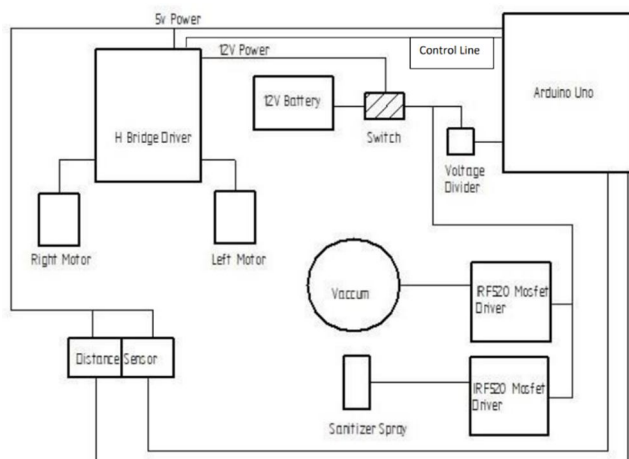 5v Power
12V Power
Control Line
Arduino Uno
12V Battery
H Bridge Driver
Switch
Voltage
Divider
Right Motor
Left Motor
Vaccum
IRF520 Mosfet
Driver
Distance Sensor
IRF520 Mosfet
Driver
Sanitizer Spray